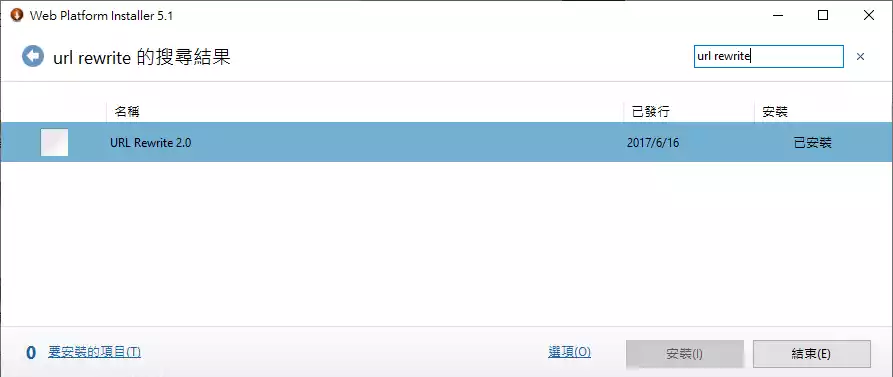 Web Platform Installer 5.1
url rewrite 的搜尋結果
url rewrite
名稱 已發行 安裝
URL Rewrite 2.0 2017/6/16 已安裝
0 要安裝的項目(T) 選項(O) 安裝(I) 結束(E)